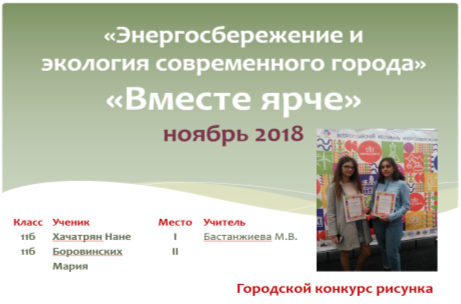 «Энергосбережение и
экология современного города»
«Вместе ярче»
ноябрь 2018
Класс Ученик Место Учитель
11б Хачатрян Нане I Бастанжиева М.В.
11б Боровинских II
Мария
Городской конкурс рисунка